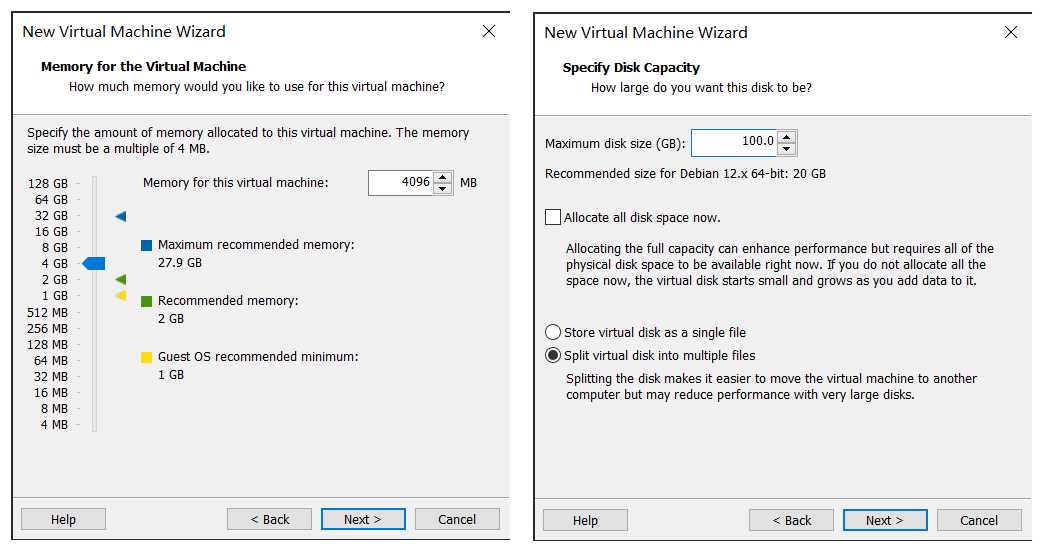 New Virtual Machine Wizard
Memory for the Virtual Machine
How much memory would you like to use for this virtual machine?
Specify the amount of memory allocated to this virtual machine. The memory
size must be a multiple of 4 MB.
128 GB
64 GB
32 GB
16 GB
8 GB
4 GB
2 GB
1 GB
512 MB
256 MB
128 MB
64 MB
32 MB
16 MB
8 MB
4 MB
Memory for this virtual machine: 4096 MB
Maximum recommended memory:
27.9 GB
Recommended memory:
2 GB
Guest OS recommended minimum:
1 GB
Help < Back Next > Cancel
New Virtual Machine Wizard
Specify Disk Capacity
How large do you want this disk to be?
Maximum disk size (GB): 100.0
Recommended size for Debian 12.x 64-bit: 20 GB
Allocate all disk space now.
Allocating the full capacity can enhance performance but requires all of the
physical disk space to be available right now. If you do not allocate all the
space now, the virtual disk starts small and grows as you add data to it.
Store virtual disk as a single file
Split virtual disk into multiple files
Splitting the disk makes it easier to move the virtual machine to another
computer but may reduce performance with very large disks.
Help < Back Next > Cancel